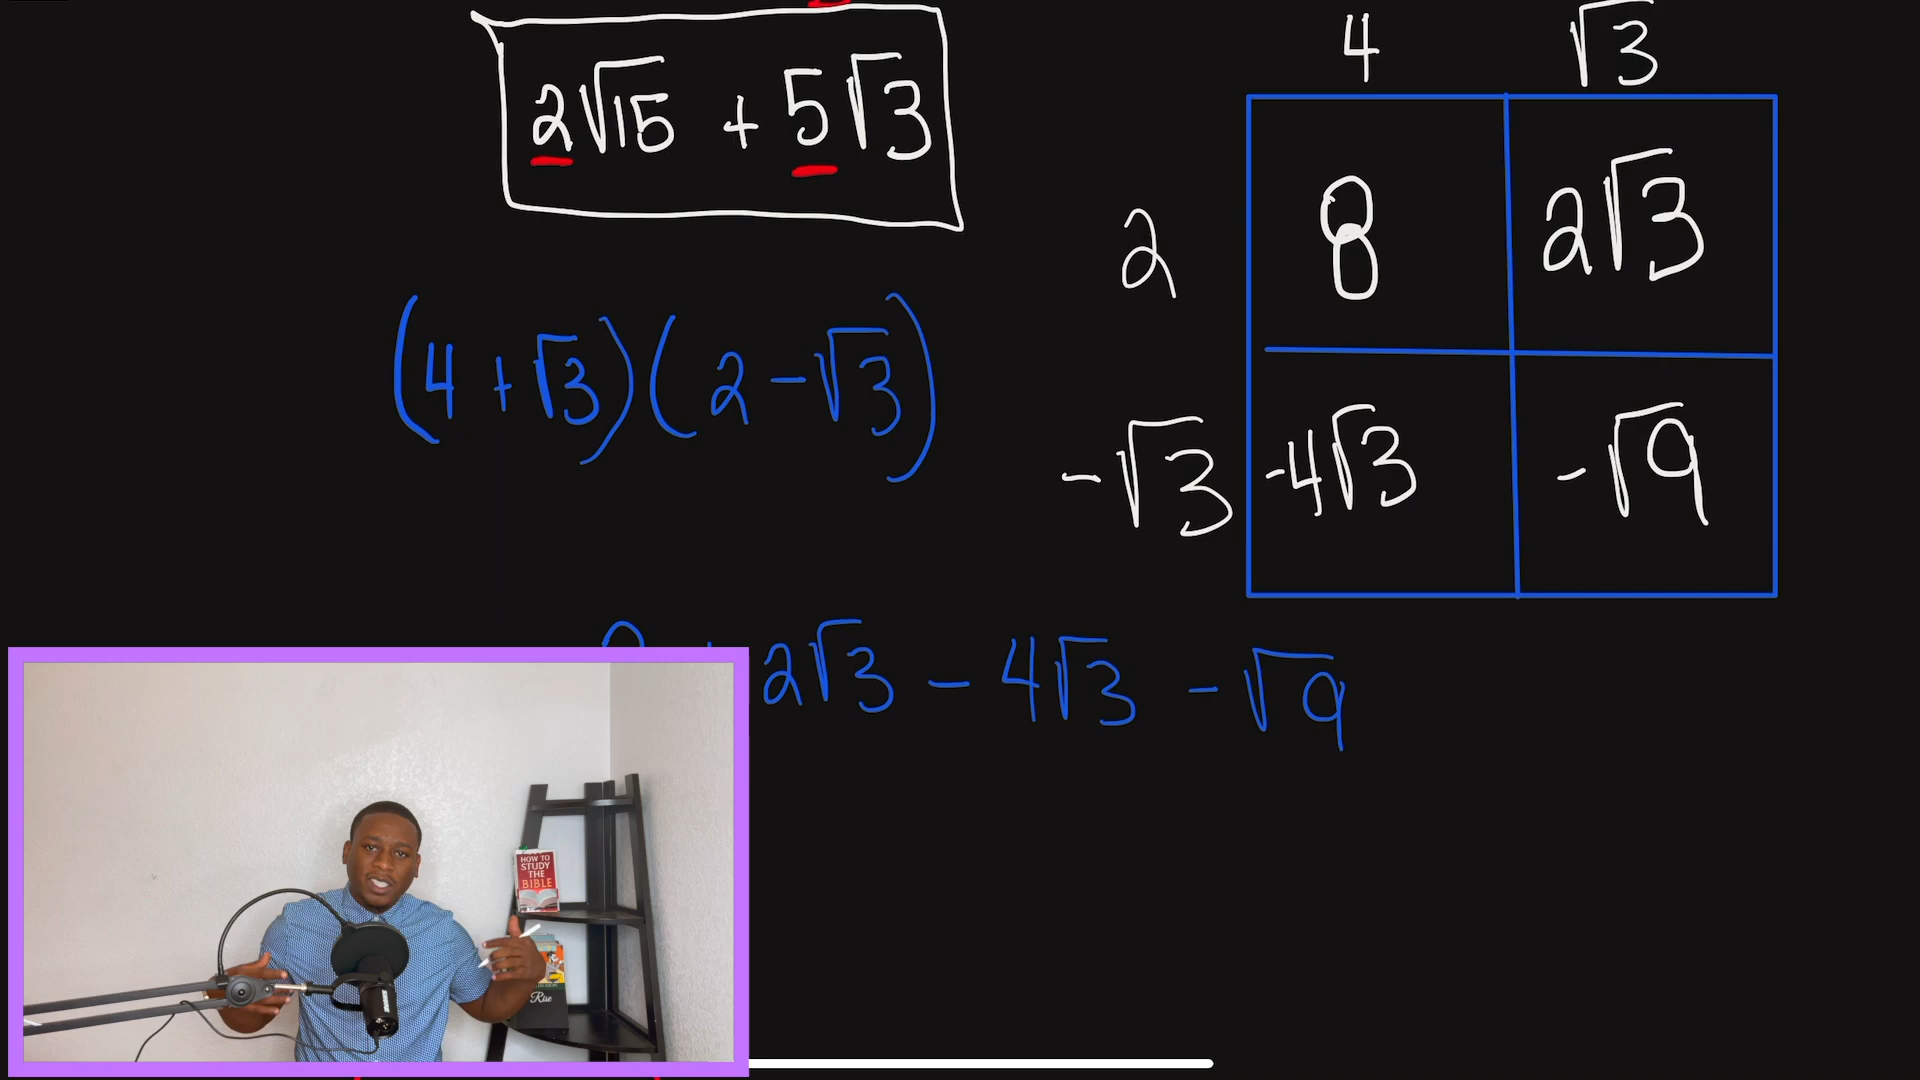 2√15 + 5√3
(4 + √3)(2 - √3)
4 √3
2 8 2√3
-√3 -4√3 -√9
2√3 - 4√3 - √9
HOW TO
STUDY
THE
BIBLE
Rise